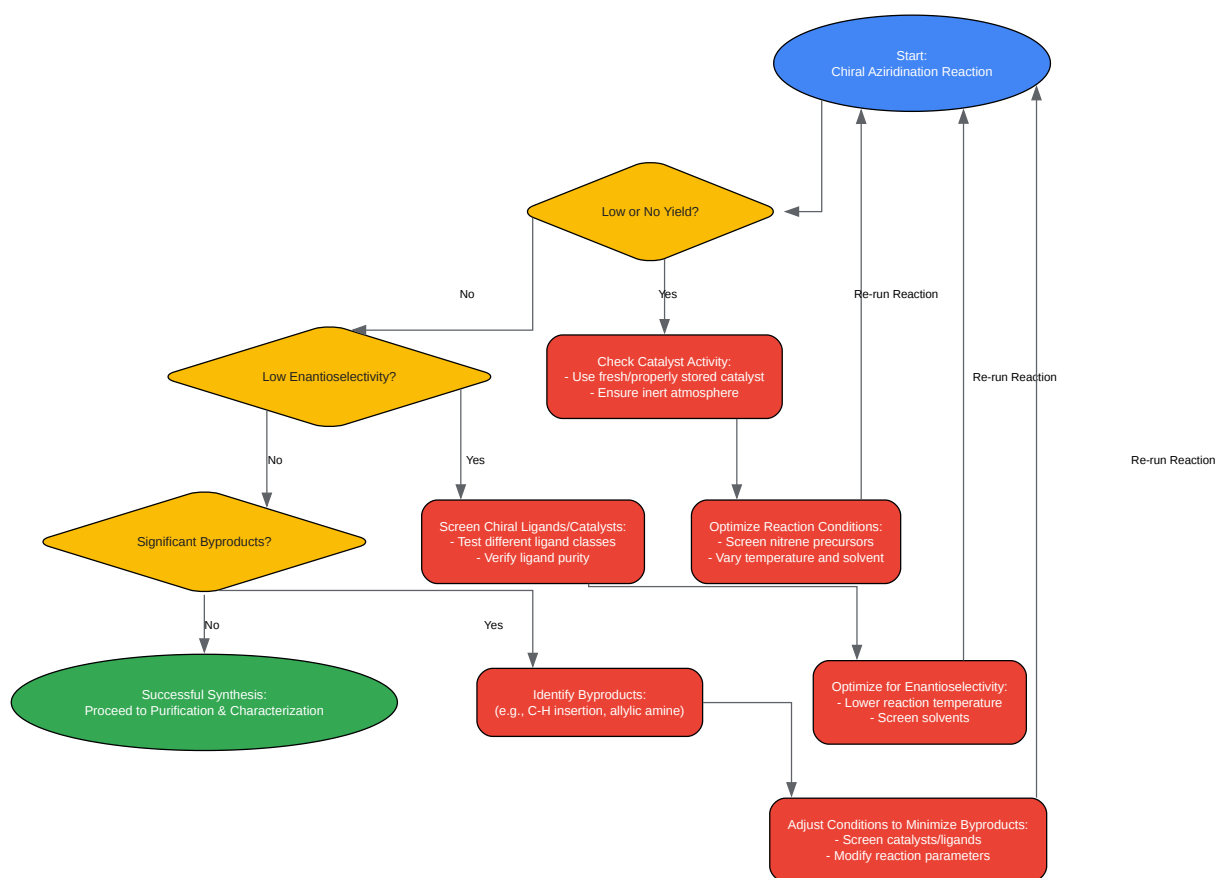 Start:
Chiral Aziridination Reaction
Low or No Yield?
No
Yes
Re-run Reaction
Check Catalyst Activity:
- Use fresh/properly stored catalyst
- Ensure inert atmosphere
Low Enantioselectivity?
Re-run Reaction
No
Yes
Re-run Reaction
Screen Chiral Ligands/Catalysts:
- Test different ligand classes
- Verify ligand purity
Optimize Reaction Conditions:
- Screen nitrene precursors
- Vary temperature and solvent
Significant Byproducts?
No
Yes
Successful Synthesis:
Proceed to Purification & Characterization
Identify Byproducts:
(e.g., C-H insertion, allylic amine)
Optimize for Enantioselectivity:
- Lower reaction temperature
- Screen solvents
Adjust Conditions to Minimize Byproducts:
- Screen catalysts/ligands
- Modify reaction parameters